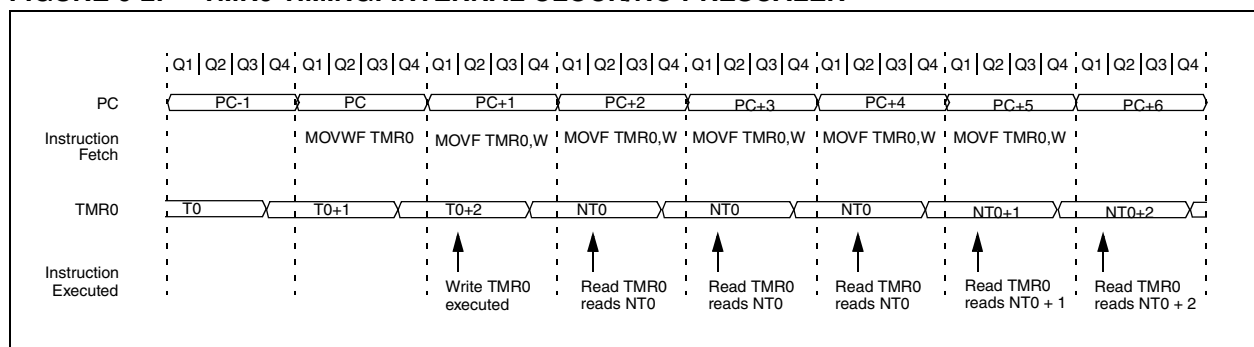 FIGURE TMR0 TIMING: INTERNAL CLOCK/NO PRESCALER
Q1 Q2 Q3 Q4 Q1 Q2 Q3 Q4 Q1 Q2 Q3 Q4 Q1 Q2 Q3 Q4 Q1 Q2 Q3 Q4 Q1 Q2 Q3 Q4 Q1 Q2 Q3 Q4 Q1 Q2 Q3 Q4
PC PC-1 PC PC+1 PC+2 PC+3 PC+4 PC+5 PC+6
Instruction
Fetch
MOVWF TMR0 MOVF TMR0,W MOVF TMR0,W MOVF TMR0,W MOVF TMR0,W MOVF TMR0,W
TMR0 T0 T0+1 T0+2 NT0 NT0 NT0 NT0+1 NT0+2
Instruction
Executed
Write TMR0
executed
Read TMR0
reads NT0
Read TMR0
reads NT0
Read TMR0
reads NT0
Read TMR0
reads NT0 + 1
Read TMR0
reads NT0 + 2